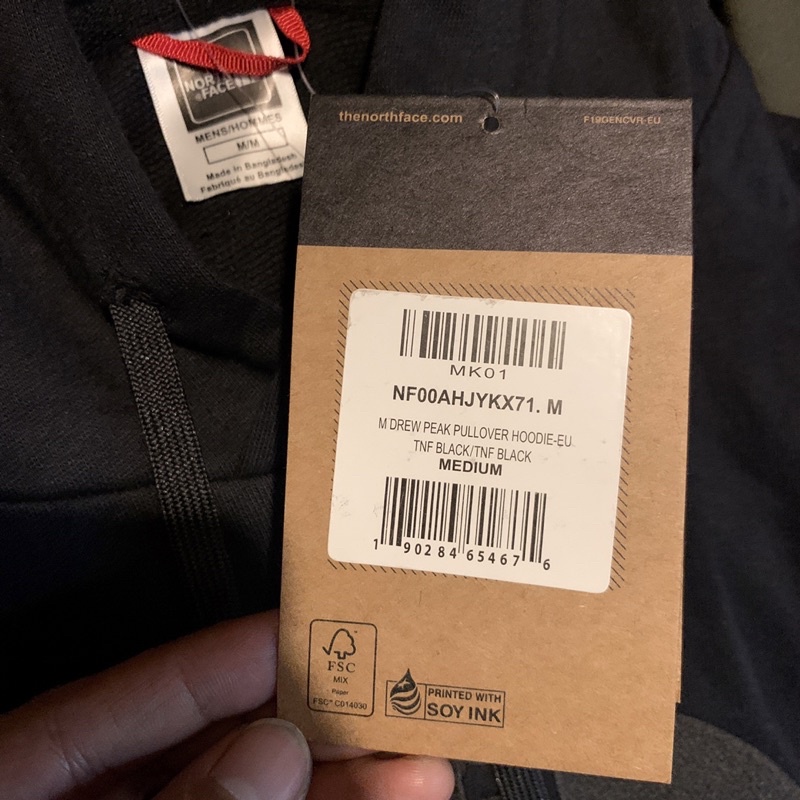 NORTH
FACE
MENS/HOMMES
M/M
Made in Bangladesh
Fabriqué au Bangladesh
thenorthface.com
F19GENCVR-EU
MK01
NF00AHJYKX71. M
M DREW PEAK PULLOVER HOODIE-EU
TNF BLACK/TNF BLACK
MEDIUM
1 90284 65467 6
FSC
MIX
Paper
FSC® C014030
PRINTED WITH
SOY INK